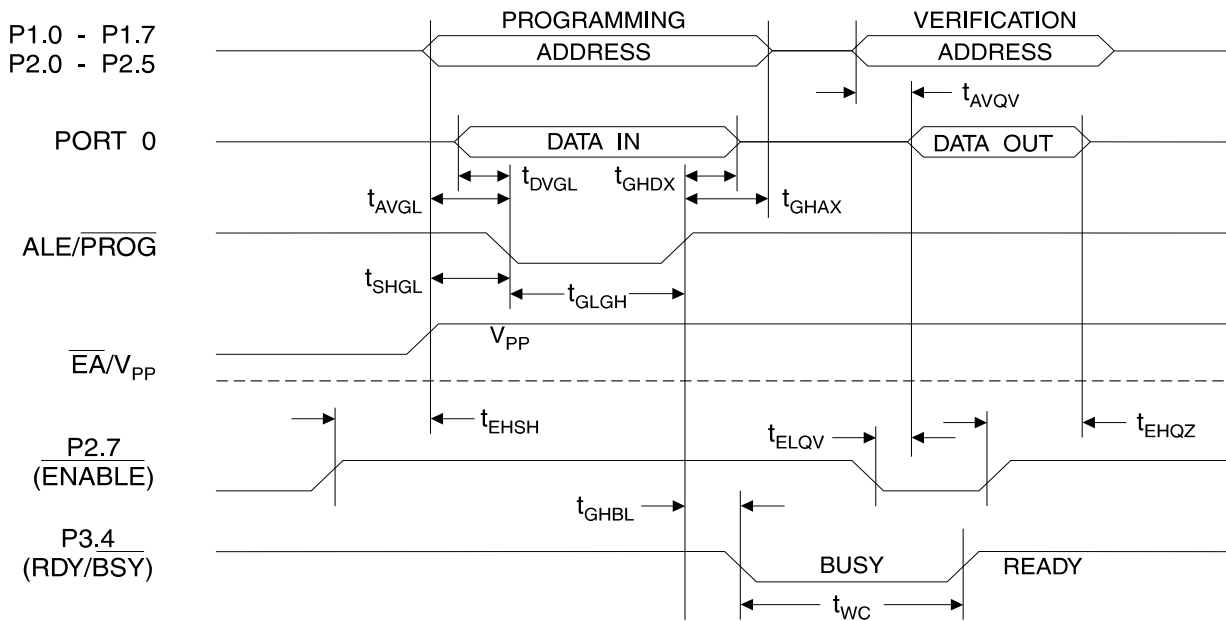 PROGRAMMING
VERIFICATION
P1.0 - P1.7
P2.0 - P2.5
ADDRESS
ADDRESS
tAVQV
PORT 0
DATA IN
DATA OUT
tDVGL
tGHDX
tAVGL
tGHAX
ALE/PROG
tSHGL
tGLGH
VPP
EA/VPP
tEHSH
tELQV
tEHQZ
P2.7
(ENABLE)
tGHBL
P3.4
(RDY/BSY)
BUSY
READY
tWC